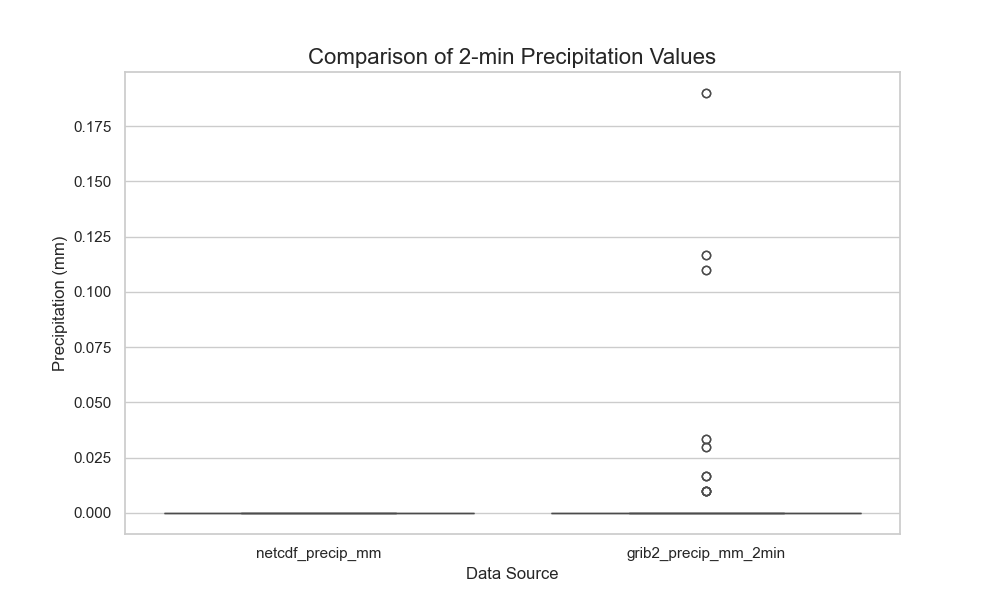 Comparison of 2-min Precipitation Values
Precipitation (mm)
0.175
0.150
0.125
0.100
0.075
0.050
0.025
0.000
netcdf_precip_mm
grib2_precip_mm_2min
Data Source